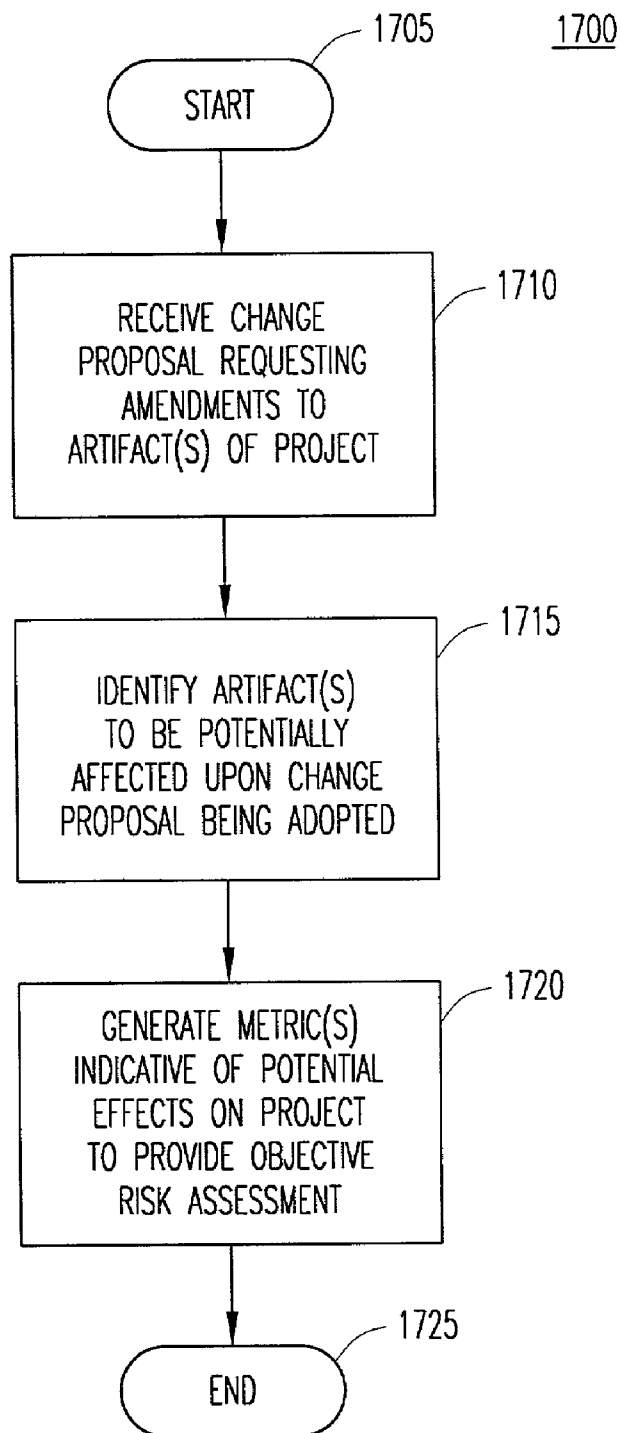 1705
1700
START
1710
RECEIVE CHANGE
PROPOSAL REQUESTING
AMENDMENTS TO
ARTIFACT(S) OF PROJECT
1715
IDENTIFY ARTIFACT(S)
TO BE POTENTIALLY
AFFECTED UPON CHANGE
PROPOSAL BEING ADOPTED
1720
GENERATE METRIC(S)
INDICATIVE OF POTENTIAL
EFFECTS ON PROJECT
TO PROVIDE OBJECTIVE
RISK ASSESSMENT
1725
END